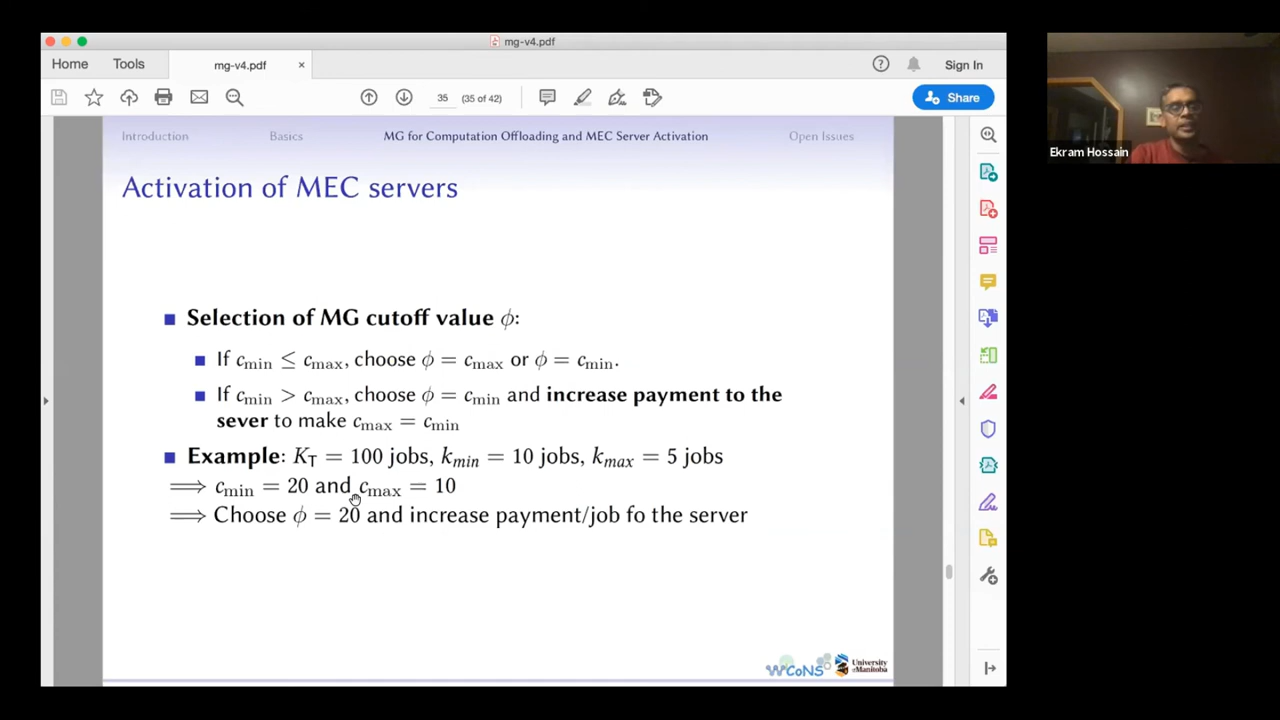 mg-v4.pdf
Home Tools mg-v4.pdf × ? Sign In
35 (35 of 42) Share
Introduction Basics MG for Computation Offloading and MEC Server Activation Open Issues
Ekram Hossain
Activation of MEC servers
Selection of MG cutoff value ϕ:
If c_min ≤ c_max, choose ϕ = c_max or ϕ = c_min.
If c_min > c_max, choose ϕ = c_min and increase payment to the
sever to make c_max = c_min
Example: K_T = 100 jobs, k_min = 10 jobs, k_max = 5 jobs
⟹ c_min = 20 and c_max = 10
⟹ Choose ϕ = 20 and increase payment/job fo the server
WCoNS University of Manitoba